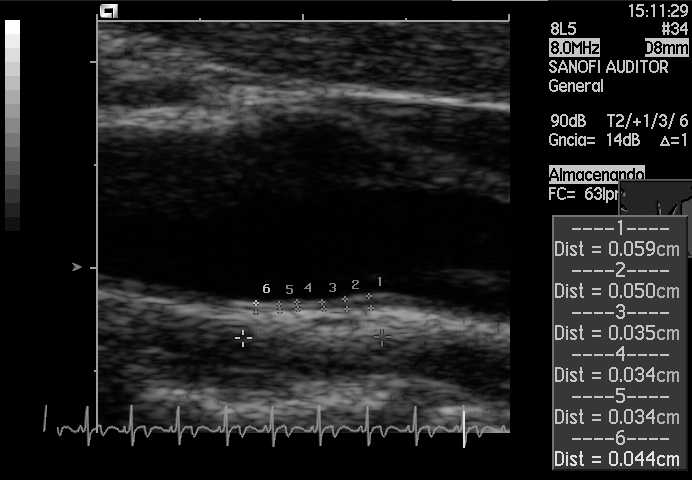 15:11:29
8L5 #34
8.0MHz D8mm
SANOFI AUDITOR
General
90dB T2/+1/3/ 6
Gncia= 14dB Δ=1
Almacenando
FC= 63lpm
----1----
Dist = 0.059cm
----2----
Dist = 0.050cm
----3----
Dist = 0.035cm
----4----
Dist = 0.034cm
----5----
Dist = 0.034cm
----6----
Dist = 0.044cm
6 5 4 3 2 1